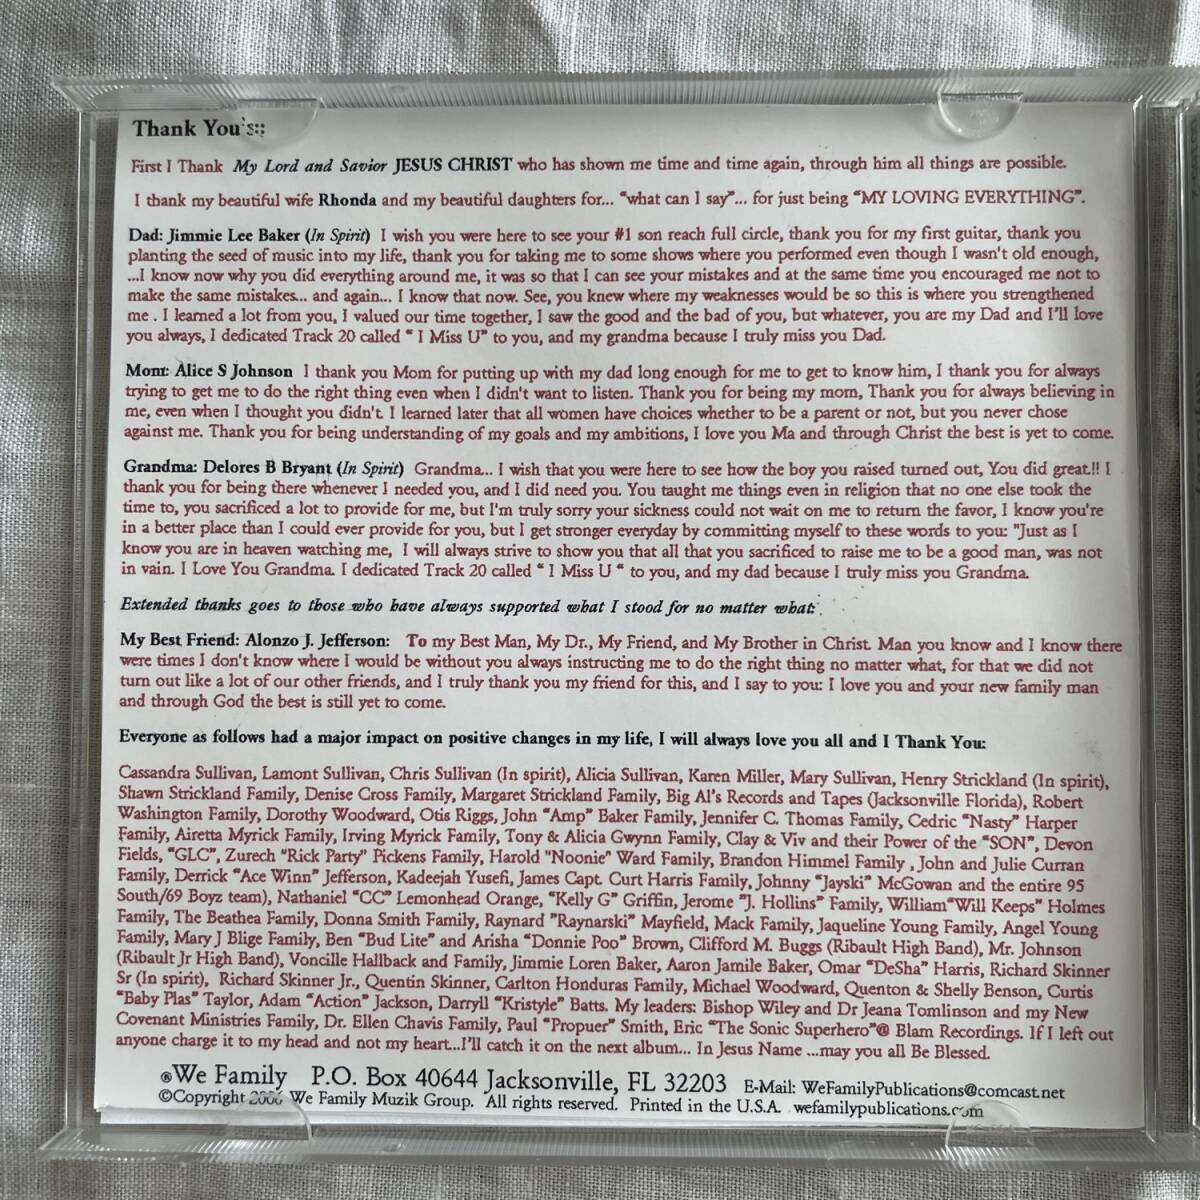 Thank You's::
First I Thank My Lord and Savior JESUS CHRIST who has shown me time and time again, through him all things are possible.
I thank my beautiful wife Rhonda and my beautiful daughters for... "what can I say"... for just being "MY LOVING EVERYTHING".
Dad: Jimmie Lee Baker (In Spirit) I wish you were here to see your #1 son reach full circle, thank you for my first guitar, thank you
planting the seed of music into my life, thank you for taking me to some shows where you performed even though I wasn't old enough,
...I know now why you did everything around me, it was so that I can see your mistakes and at the same time you encouraged me not to
make the same mistakes... and again... I know that now. See, you knew where my weaknesses would be so this is where you strengthened
me . I learned a lot from you, I valued our time together, I saw the good and the bad of you, but whatever, you are my Dad and I'll love
you always, I dedicated Track 20 called " I Miss U" to you, and my grandma because I truly miss you Dad.
Mom: Alice S Johnson I thank you Mom for putting up with my dad long enough for me to get to know him, I thank you for always
trying to get me to do the right thing even when I didn't want to listen. Thank you for being my mom, Thank you for always believing in
me, even when I thought you didn't. I learned later that all women have choices whether to be a parent or not, but you never chose
against me. Thank you for being understanding of my goals and my ambitions, I love you Ma and through Christ the best is yet to come.
Grandma: Delores B Bryant (In Spirit) Grandma... I wish that you were here to see how the boy you raised turned out, You did great!! I
thank you for being there whenever I needed you, and I did need you. You taught me things even in religion that no one else took the
time to, you sacrificed a lot to provide for me, but I'm truly sorry your sickness could not wait on me to return the favor, I know you're
in a better place than I could ever provide for you, but I get stronger everyday by committing myself to these words to you: "Just as I
know you are in heaven watching me, I will always strive to show you that all that you sacrificed to raise me to be a good man, was not
in vain. I Love You Grandma. I dedicated Track 20 called " I Miss U " to you, and my dad because I truly miss you Grandma.
Extended thanks goes to those who have always supported what I stood for no matter what:
My Best Friend: Alonzo J. Jefferson: To my Best Man, My Dr., My Friend, and My Brother in Christ. Man you know and I know there
were times I don't know where I would be without you always instructing me to do the right thing no matter what, for that we did not
turn out like a lot of our other friends, and I truly thank you my friend for this, and I say to you: I love you and your new family man
and through God the best is still yet to come.
Everyone as follows had a major impact on positive changes in my life, I will always love you all and I Thank You:
Cassandra Sullivan, Lamont Sullivan, Chris Sullivan (In spirit), Alicia Sullivan, Karen Miller, Mary Sullivan, Henry Strickland (In spirit),
Shawn Strickland Family, Denise Cross Family, Margaret Strickland Family, Big Al's Records and Tapes (Jacksonville Florida), Robert
Washington Family, Dorothy Woodward, Otis Riggs, John "Amp" Baker Family, Jennifer C. Thomas Family, Cedric "Nasty" Harper
Family, Airetta Myrick Family, Irving Myrick Family, Tony & Alicia Gwynn Family, Clay & Viv and their Power of the "SON", Devon
Fields, "GLC", Zurech "Rick Party" Pickens Family, Harold "Noonie" Ward Family, Brandon Himmel Family , John and Julie Curran
Family, Derrick "Ace Winn" Jefferson, Kadeejah Yusefi, James Capt. Curt Harris Family, Johnny "Jayski" McGowan and the entire 95
South/69 Boyz team), Nathaniel "CC" Lemonhead Orange, "Kelly G" Griffin, Jerome "J. Hollins" Family, William"Will Keeps" Holmes
Family, The Beathea Family, Donna Smith Family, Raynard "Raynarski" Mayfield, Mack Family, Jaqueline Young Family, Angel Young
Family, Mary J Blige Family, Ben "Bud Lite" and Arisha "Donnie Poo" Brown, Clifford M. Buggs (Ribault High Band), Mr. Johnson
(Ribault Jr High Band), Voncille Hallback and Family, Jimmie Loren Baker, Aaron Jamile Baker, Omar "DeSha" Harris, Richard Skinner
Sr (In spirit), Richard Skinner Jr., Quentin Skinner, Carlton Honduras Family, Michael Woodward, Quenton & Shelly Benson, Curtis
"Baby Plas" Taylor, Adam "Action" Jackson, Darryll "Kristyle" Batts. My leaders: Bishop Wiley and Dr Jeana Tomlinson and my New
Covenant Ministries Family, Dr. Ellen Chavis Family, Paul "Propuer" Smith, Eric "The Sonic Superhero"@ Blam Recordings. If I left out
anyone charge it to my head and not my heart...I'll catch it on the next album... In Jesus Name ...may you all Be Blessed.
®We Family P.O. Box 40644 Jacksonville, FL 32203 E-Mail: WeFamilyPublications@comcast.net
©Copyright 2006 We Family Muzik Group. All rights reserved. Printed in the U.S.A. wefamilypublications.com